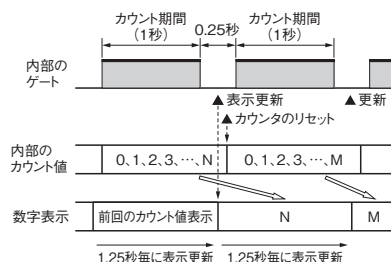 カウント期間
(1秒)
0.25秒
カウント期間
(1秒)
内部の
ゲート
▲表示更新
▲更新
▲カウンタのリセット
内部の
カウント値
0、1、2、3、…、N
0、1、2、3、…、M
数字表示
前回のカウント値表示
N
M
1.25秒毎に表示更新
1.25秒毎に表示更新